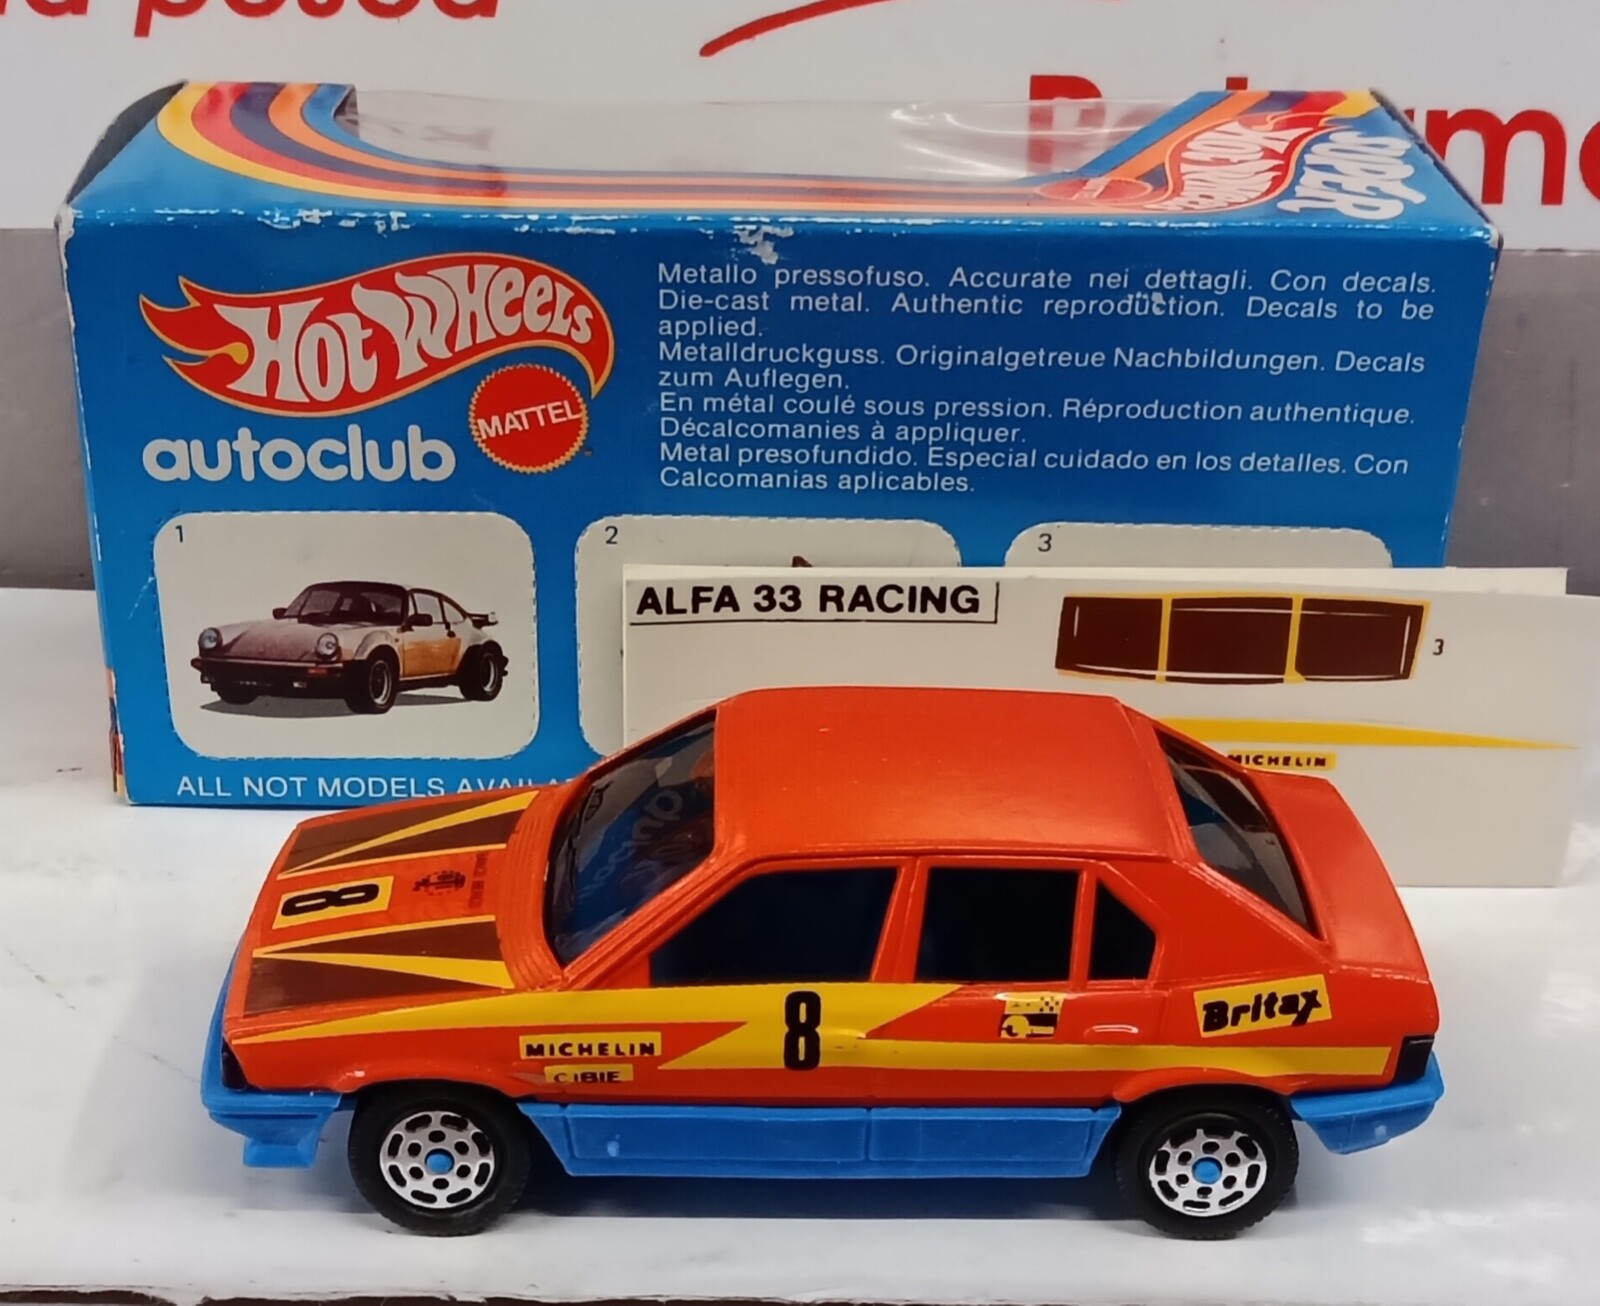 HOT WHEELS
SUPER
HOT WHEELS
MATTEL
autoclub
Metallo pressofuso. Accurate nei dettagli. Con decals.
Die-cast metal. Authentic reproduction. Decals to be
applied.
Metalldruckguss. Originalgetreue Nachbildungen. Decals
zum Auflegen.
En métal coulé sous pression. Réproduction authentique.
Décalcomanies à appliquer.
Metal presofundido. Especial cuidado en los detalles. Con
Calcomanias aplicables.
1
2
3
ALL NOT MODELS
ALFA 33 RACING
3
MICHELIN
8
8
MICHELIN
CIBIE
Britax